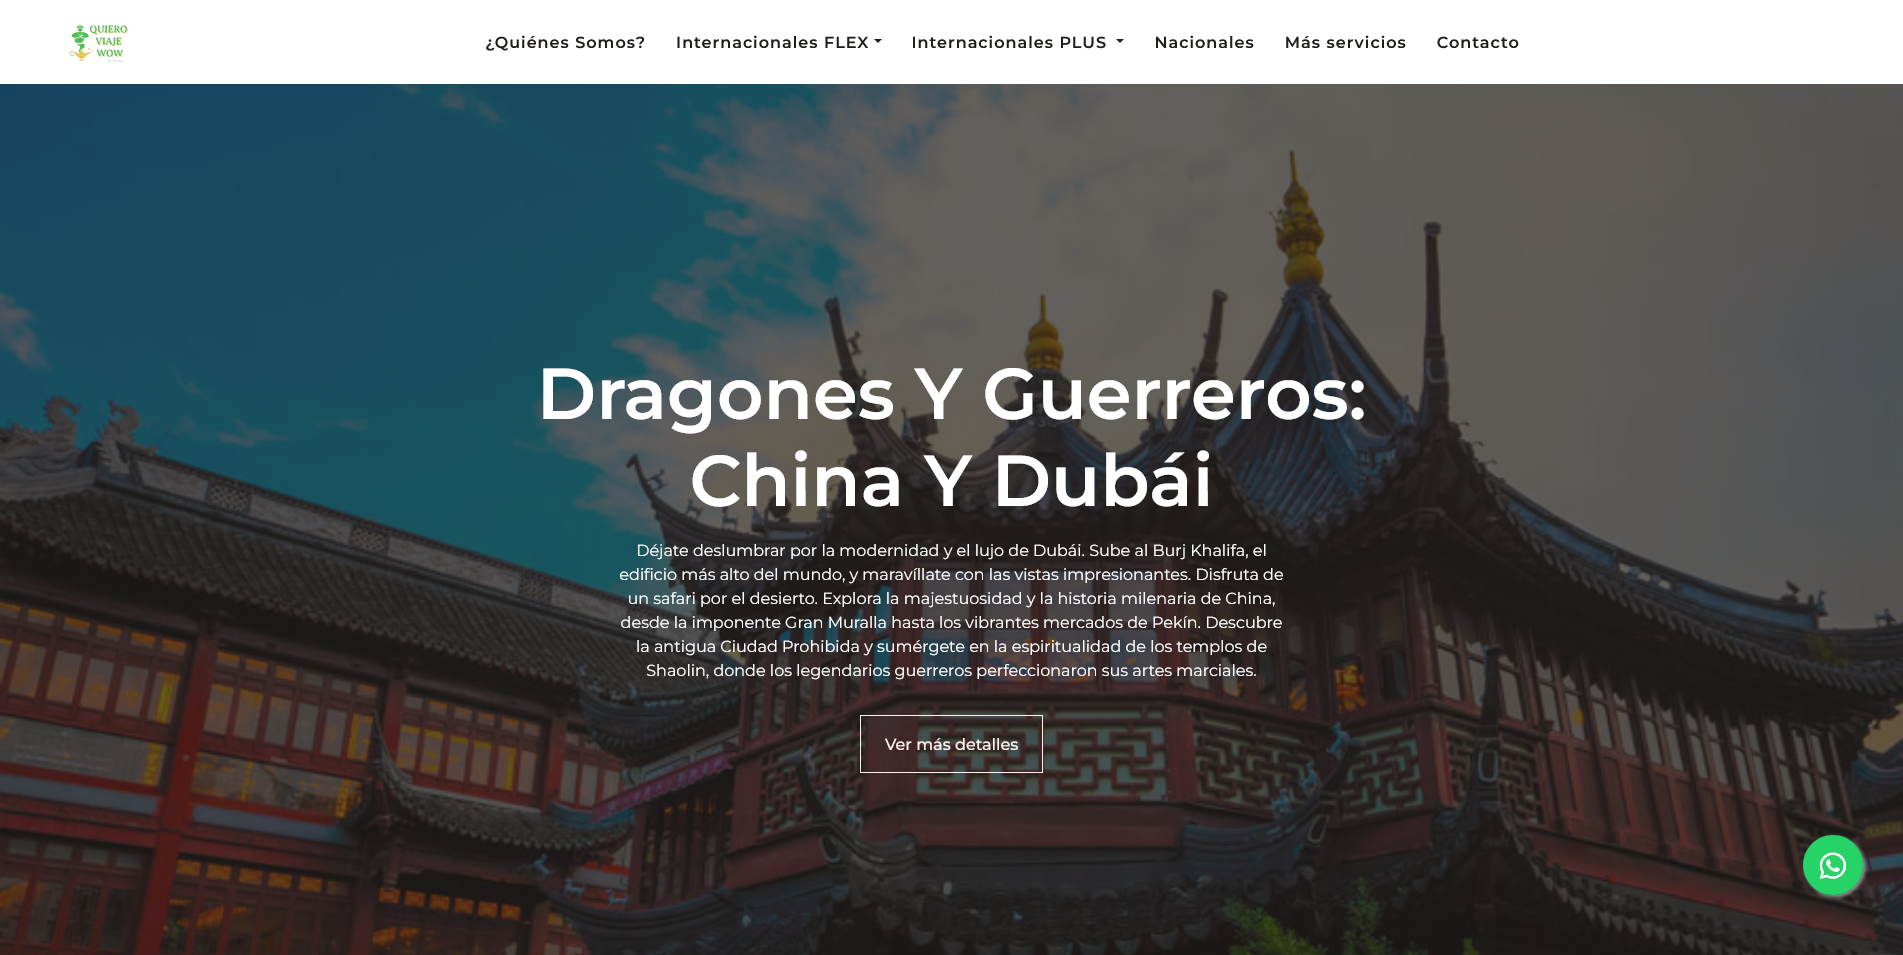 QUIERO
VIAJE
WOW
¿Quiénes Somos? Internacionales FLEX Internacionales PLUS Nacionales Más servicios Contacto
Dragones Y Guerreros:
China Y Dubái
Déjate deslumbrar por la modernidad y el lujo de Dubái. Sube al Burj Khalifa, el
edificio más alto del mundo, y maravíllate con las vistas impresionantes. Disfruta de
un safari por el desierto. Explora la majestuosidad y la historia milenaria de China,
desde la imponente Gran Muralla hasta los vibrantes mercados de Pekín. Descubre
la antigua Ciudad Prohibida y sumérgete en la espiritualidad de los templos de
Shaolin, donde los legendarios guerreros perfeccionaron sus artes marciales.
Ver más detalles